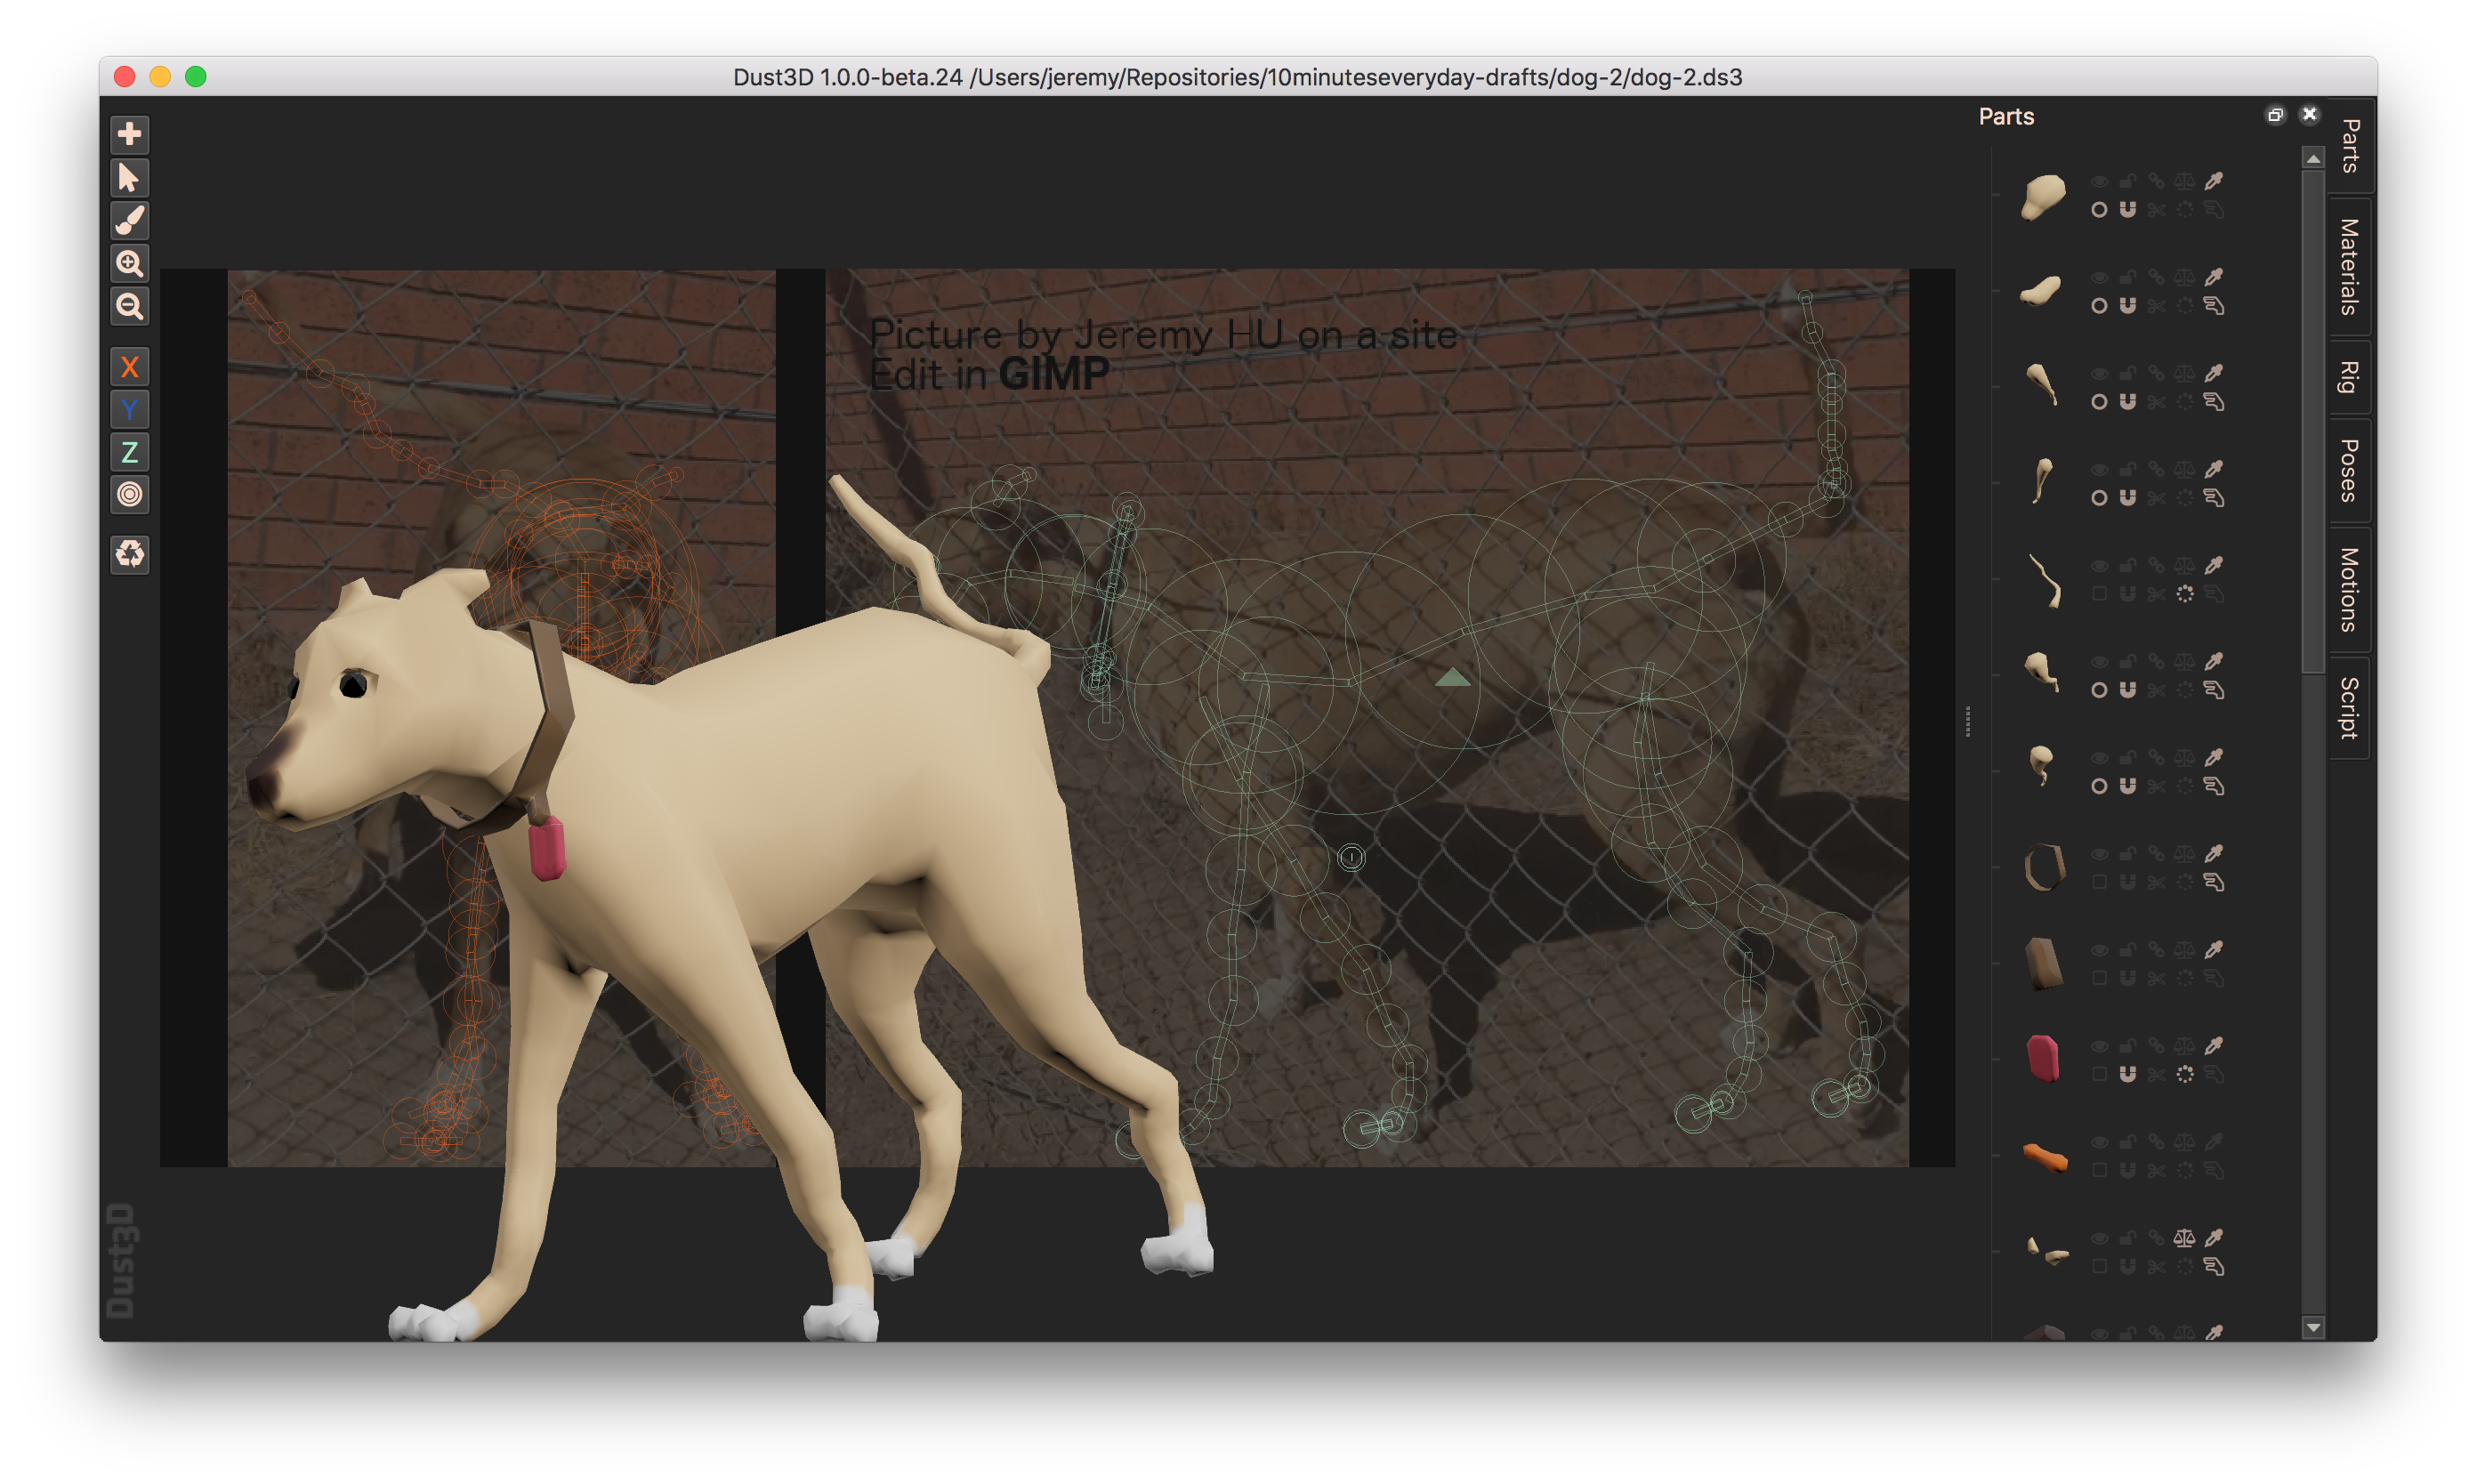 Dust3D 1.0.0-beta.24 /Users/jeremy/Repositories/10minuteseveryday-drafts/dog-2/dog-2.ds3
X
Y
Z
Picture by Jeremy HU on a site
Edit in GIMP
Parts
Parts
Materials
Rig
Poses
Motions
Script
Dust3D